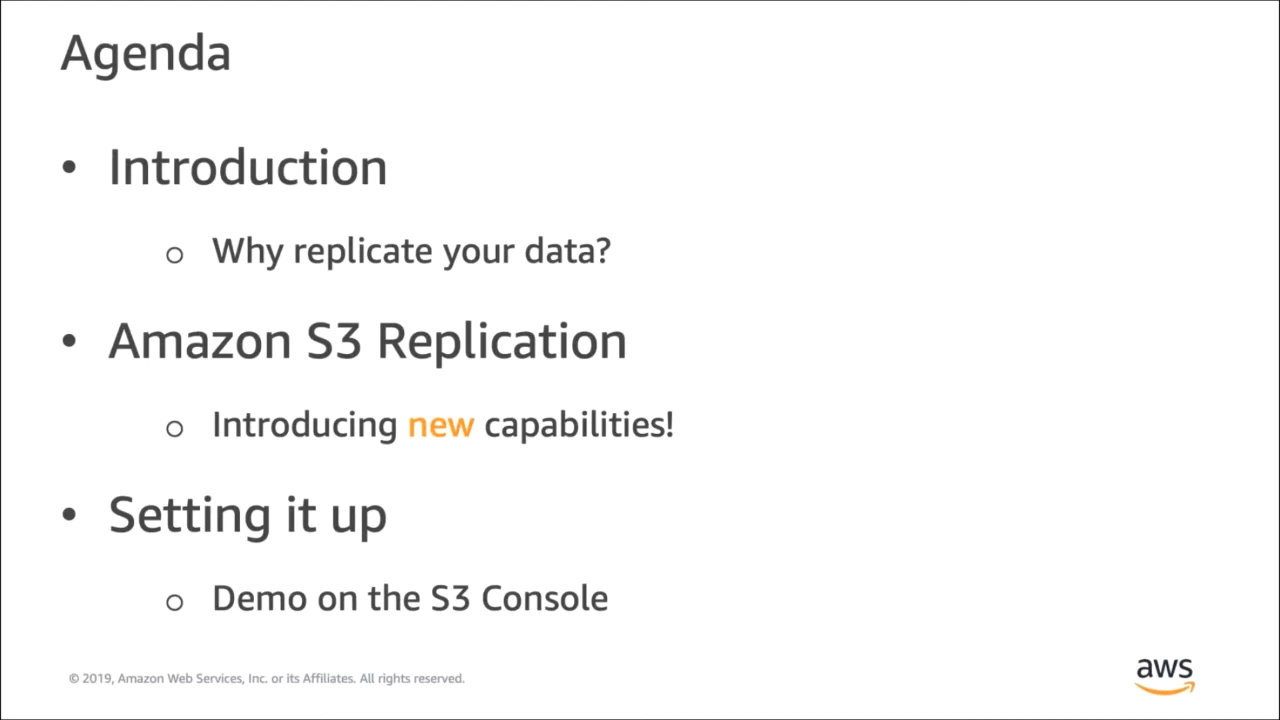 Agenda
• Introduction
o Why replicate your data?
• Amazon S3 Replication
o Introducing new capabilities!
• Setting it up
o Demo on the S3 Console
© 2019, Amazon Web Services, Inc. or its Affiliates. All rights reserved.
aws